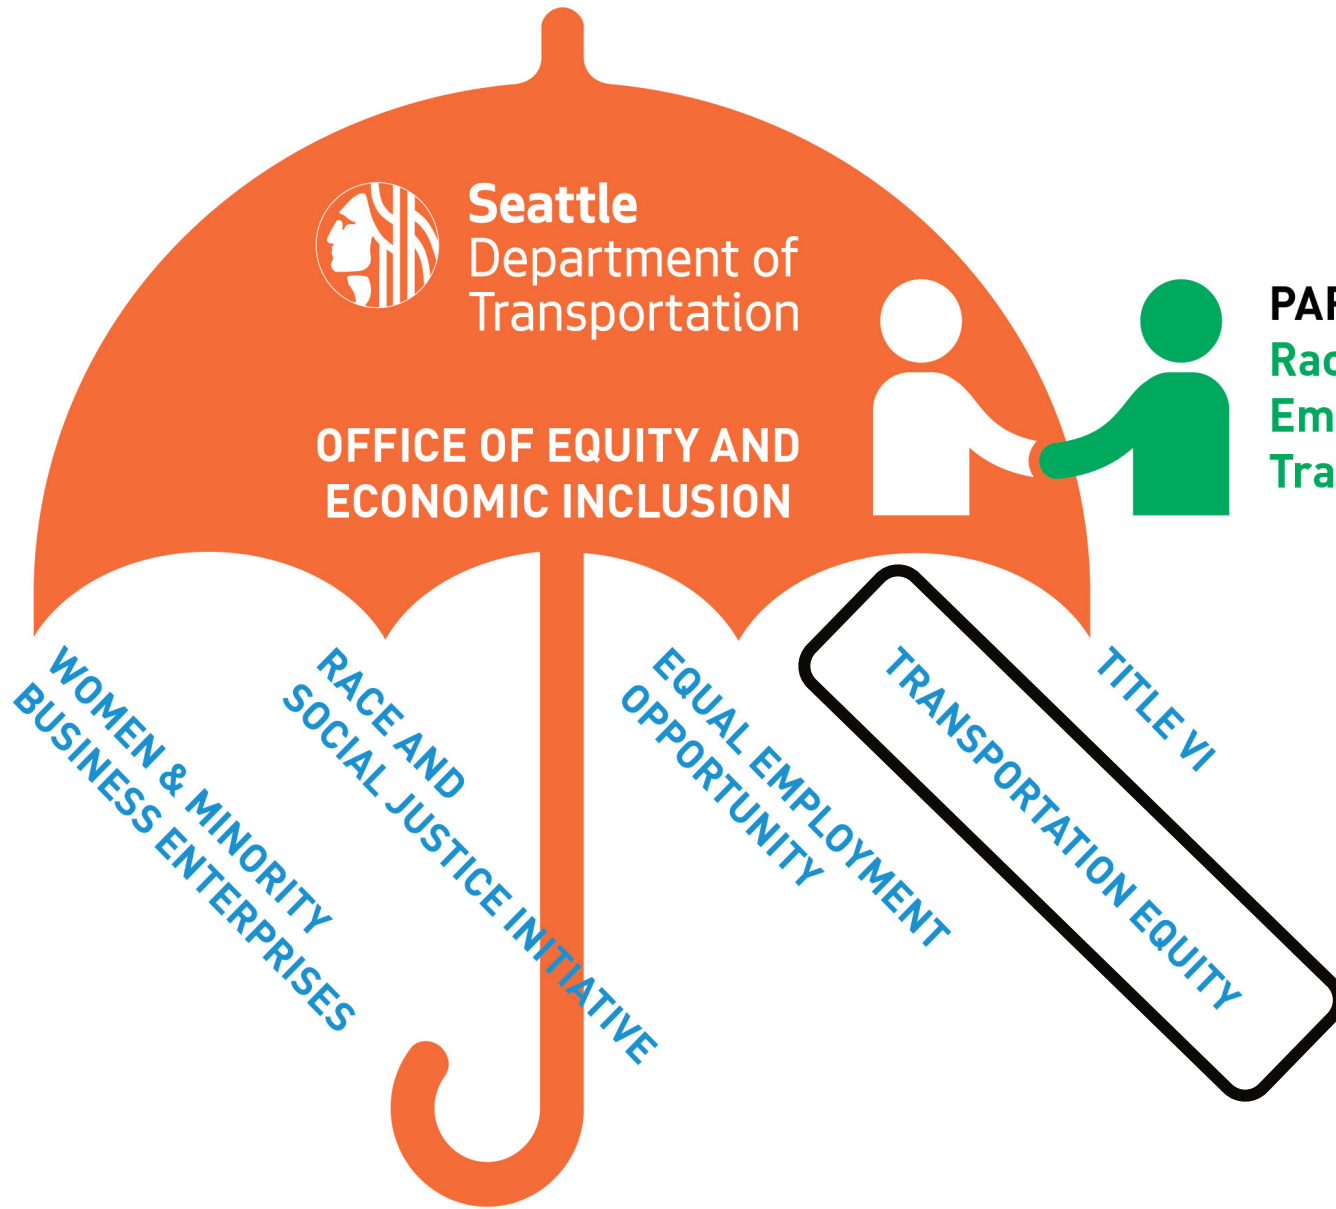 Seattle
Department of
Transportation
OFFICE OF EQUITY AND
ECONOMIC INCLUSION
WOMEN & MINORITY
BUSINESS ENTERPRISES
RACE AND
SOCIAL JUSTICE INITIATIVE
EQUAL EMPLOYMENT
OPPORTUNITY
TRANSPORTATION EQUITY
TITLE VI